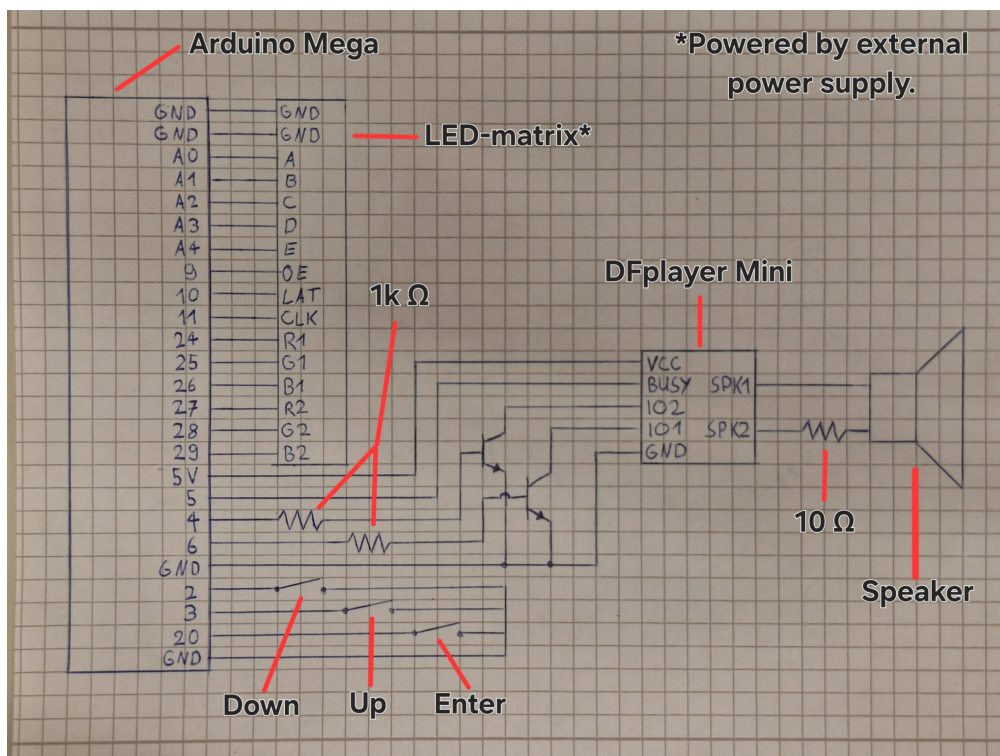 Arduino Mega
*Powered by external
power supply.
GND GND
GND GND
LED-matrix*
A0 A
A1 B
A2 C
A3 D
A4 E
9 OE
10 LAT
11 CLK
24 R1
25 G1
26 B1
27 R2
28 G2
29 B2
1k Ω
DFplayer Mini
VCC
BUSY SPK1
IO2
IO1 SPK2
GND
5V
5
4
6
GND
2
3
20
GND
10 Ω
Speaker
Down Up Enter